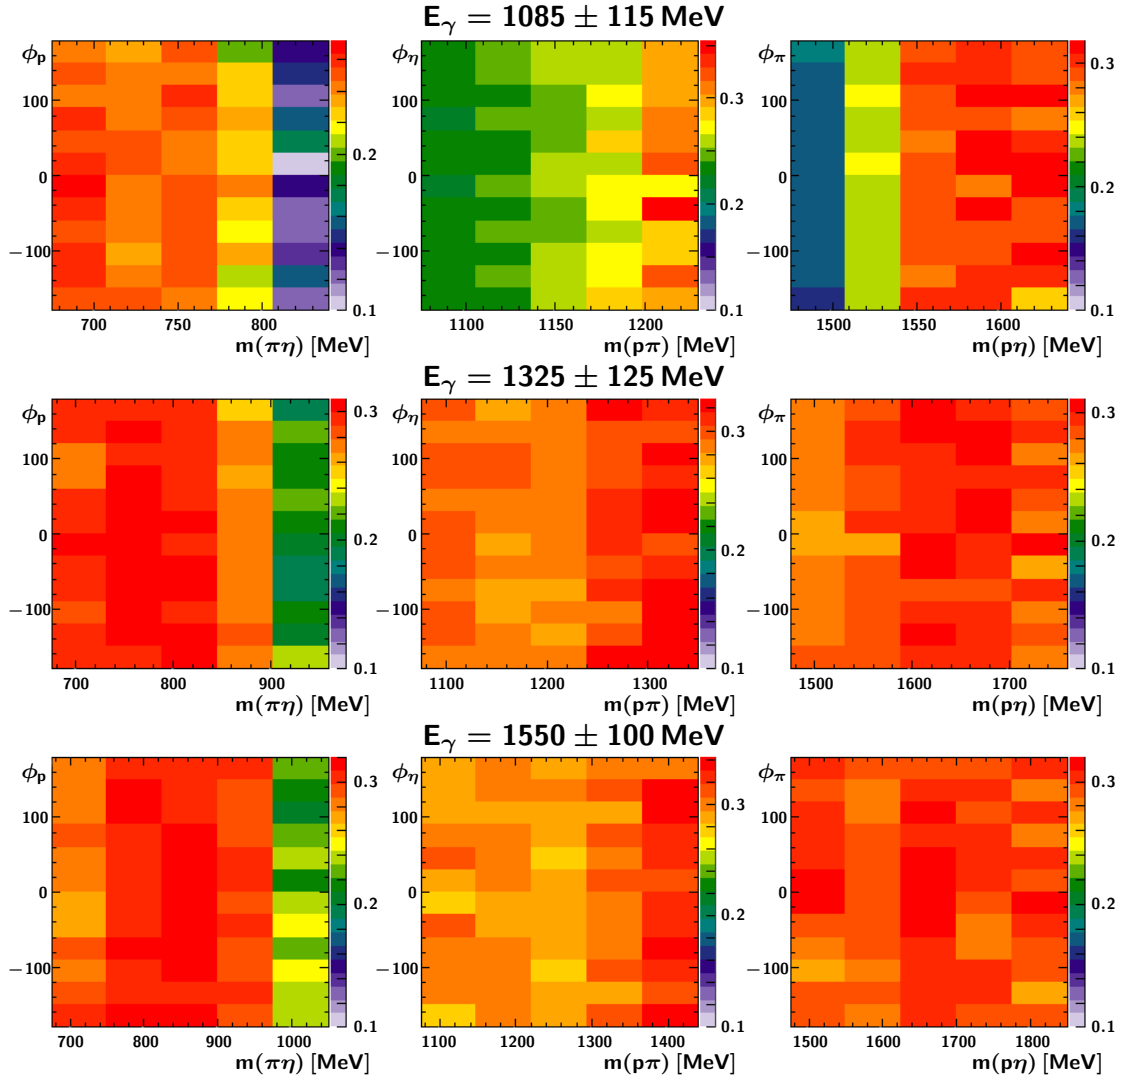 E_γ = 1085 ± 115 MeV
ϕ_p 100 0 −100 700 750 800 m(πη) [MeV] 0.2 0.1
ϕ_η 100 0 −100 1100 1150 1200 m(pπ) [MeV] 0.3 0.2 0.1
ϕ_π 100 0 −100 1500 1550 1600 m(pη) [MeV] 0.3 0.2 0.1
E_γ = 1325 ± 125 MeV
ϕ_p 100 0 −100 700 800 900 m(πη) [MeV] 0.3 0.2 0.1
ϕ_η 100 0 −100 1100 1200 1300 m(pπ) [MeV] 0.3 0.2 0.1
ϕ_π 100 0 −100 1500 1600 1700 m(pη) [MeV] 0.3 0.2 0.1
E_γ = 1550 ± 100 MeV
ϕ_p 100 0 −100 700 800 900 1000 m(πη) [MeV] 0.3 0.2 0.1
ϕ_η 100 0 −100 1100 1200 1300 1400 m(pπ) [MeV] 0.3 0.2 0.1
ϕ_π 100 0 −100 1500 1600 1700 1800 m(pη) [MeV] 0.3 0.2 0.1